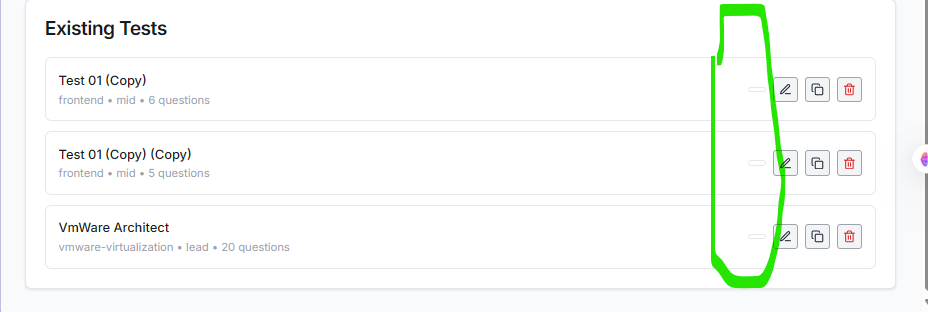 Existing Tests
Test 01 (Copy)
frontend • mid • 6 questions
Test 01 (Copy) (Copy)
frontend • mid • 5 questions
VmWare Architect
vmware-virtualization • lead • 20 questions